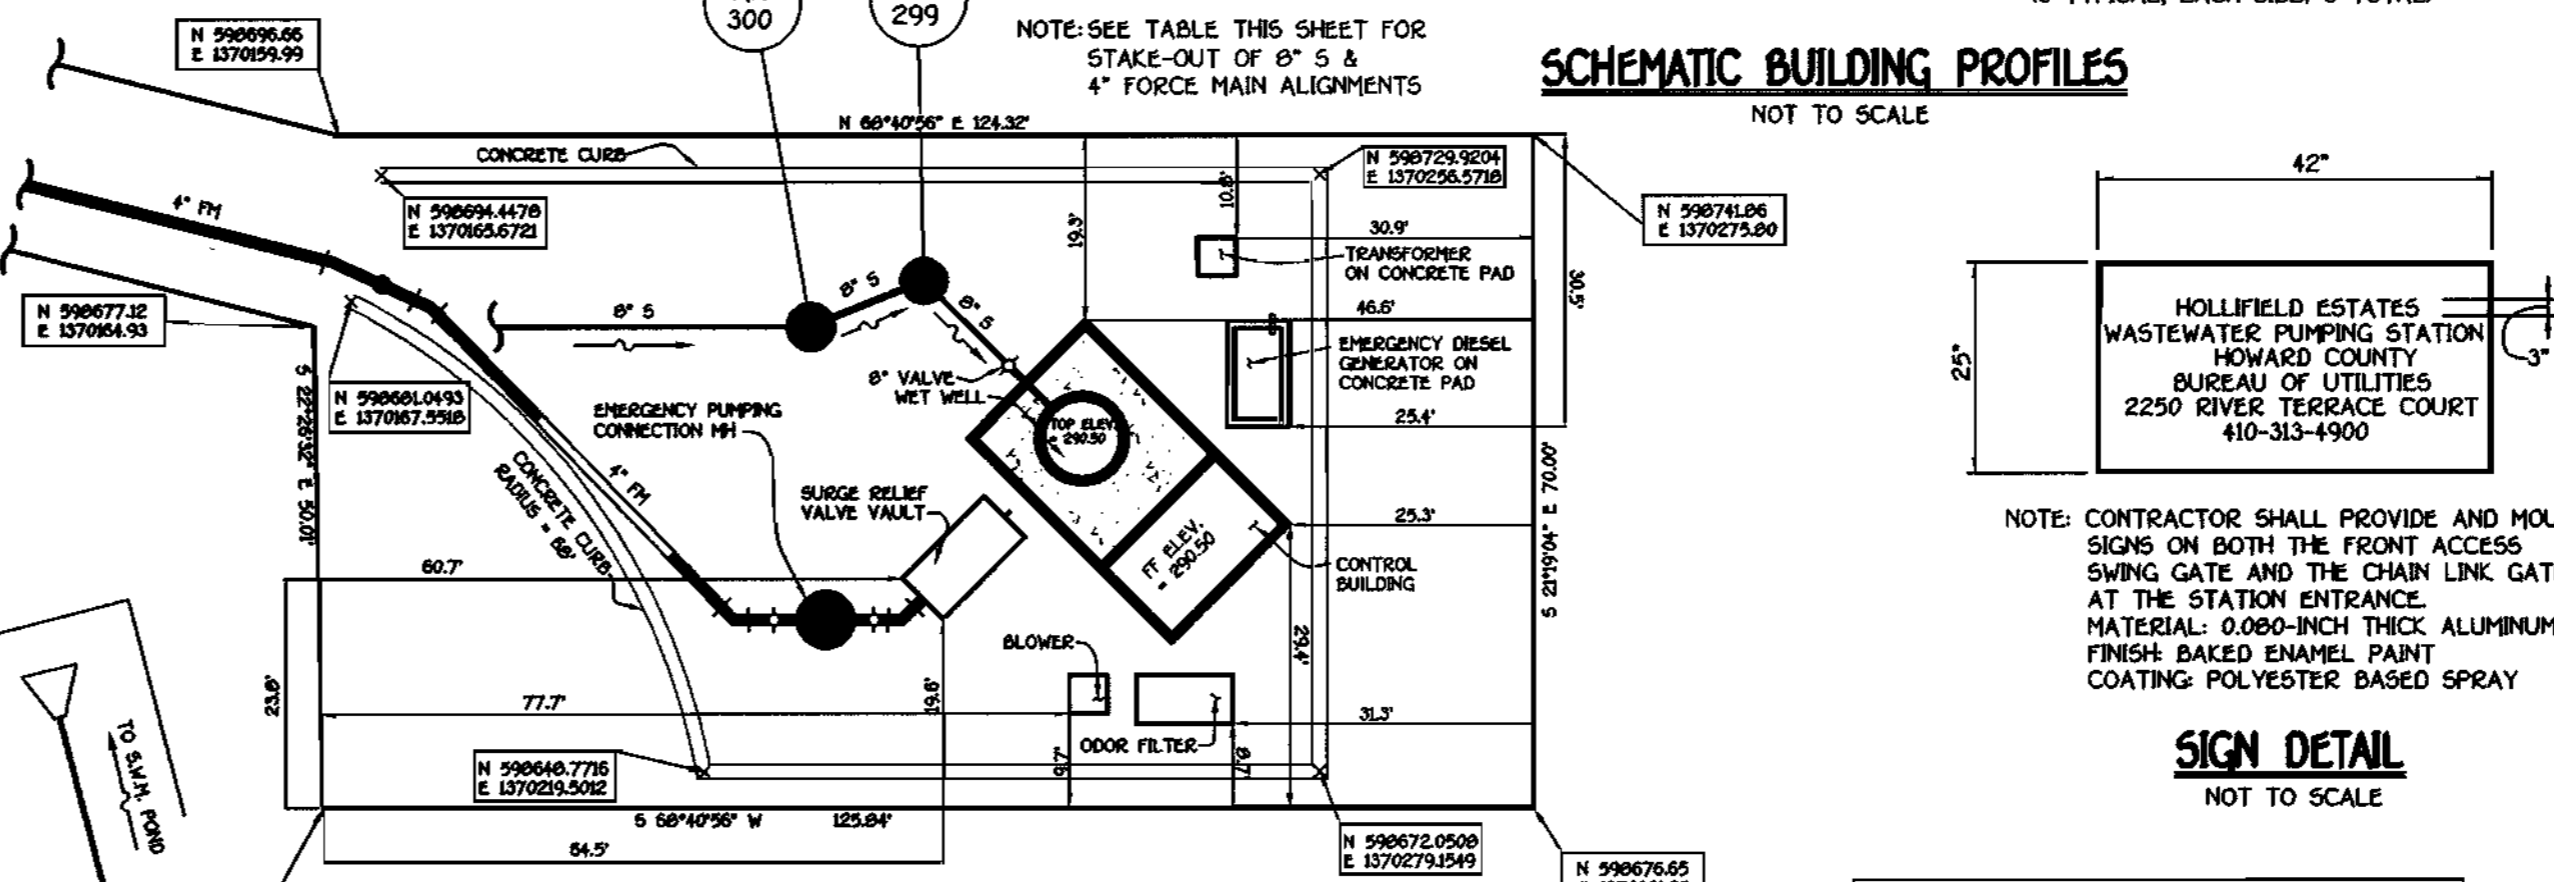 300
299
NOTE: SEE TABLE THIS SHEET FOR
STAKE-OUT OF 8" S &
4" FORCE MAIN ALIGNMENTS
SCHEMATIC BUILDING PROFILES
NOT TO SCALE
N 598696.66
E 1370159.99
N 68°40'56" E 124.32'
CONCRETE CURB
N 598729.9204
E 1370256.5718
N 598741.86
E 1370275.80
4" FM
N 598694.4478
E 1370165.6721
19.3'
10.8'
30.9'
TRANSFORMER
ON CONCRETE PAD
30.5'
N 598677.12
E 1370164.93
8" S
8" S
8" S
46.6'
EMERGENCY DIESEL
GENERATOR ON
CONCRETE PAD
8" VALVE
WET WELL
TOP ELEV.
= 290.50
25.4'
N 598681.0493
E 1370167.5518
S 22°28'32" E 50.01'
EMERGENCY PUMPING
CONNECTION MH
CONCRETE CURB
RADIUS = 68'
4" FM
SURGE RELIEF
VALVE VAULT
25.3'
FF ELEV.
= 290.50
CONTROL
BUILDING
S 21°19'04" E 70.00'
60.7'
23.8'
BLOWER
29.4'
77.7'
19.6'
31.3'
ODOR FILTER
9.7'
8.7'
N 598648.7716
E 1370219.5012
S 68°40'56" W 125.84'
64.5'
N 598672.0508
E 1370279.1549
N 598676.65
TO S.W.M. POND
42"
25"
3"
HOLLIFIELD ESTATES
WASTEWATER PUMPING STATION
HOWARD COUNTY
BUREAU OF UTILITIES
2250 RIVER TERRACE COURT
410-313-4900
NOTE: CONTRACTOR SHALL PROVIDE AND MOU
SIGNS ON BOTH THE FRONT ACCESS
SWING GATE AND THE CHAIN LINK GAT
AT THE STATION ENTRANCE.
MATERIAL: 0.080-INCH THICK ALUMINUM
FINISH: BAKED ENAMEL PAINT
COATING: POLYESTER BASED SPRAY
SIGN DETAIL
NOT TO SCALE